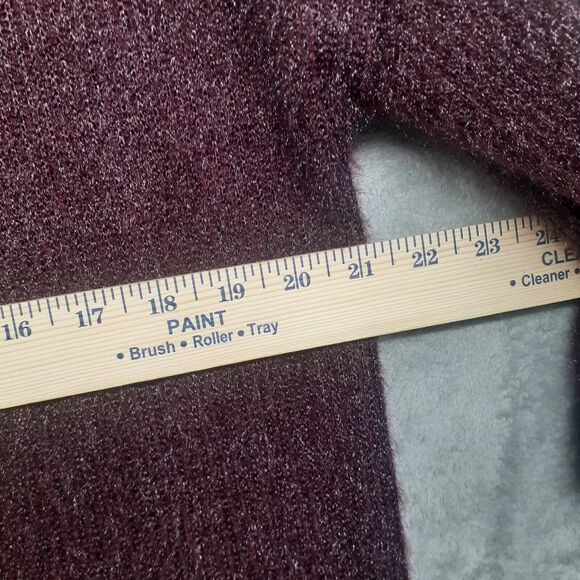 16 17 18 19 20 21 22 23 24
PAINT
• Brush • Roller • Tray
CLE
• Cleaner •